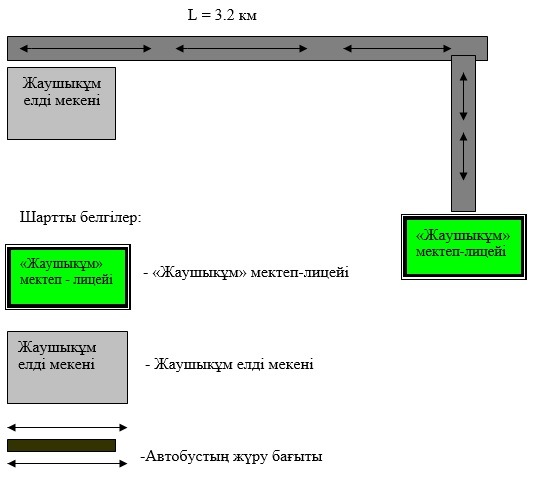 L = 3.2 км
Жаушықұм
елді мекені
«Жаушықұм»
мектеп-лицейі
Шартты белгілер:
«Жаушықұм»
мектеп - лицейі
- «Жаушықұм» мектеп-лицейі
Жаушықұм
елді мекені
- Жаушықұм елді мекені
-Автобустың жүру бағыты